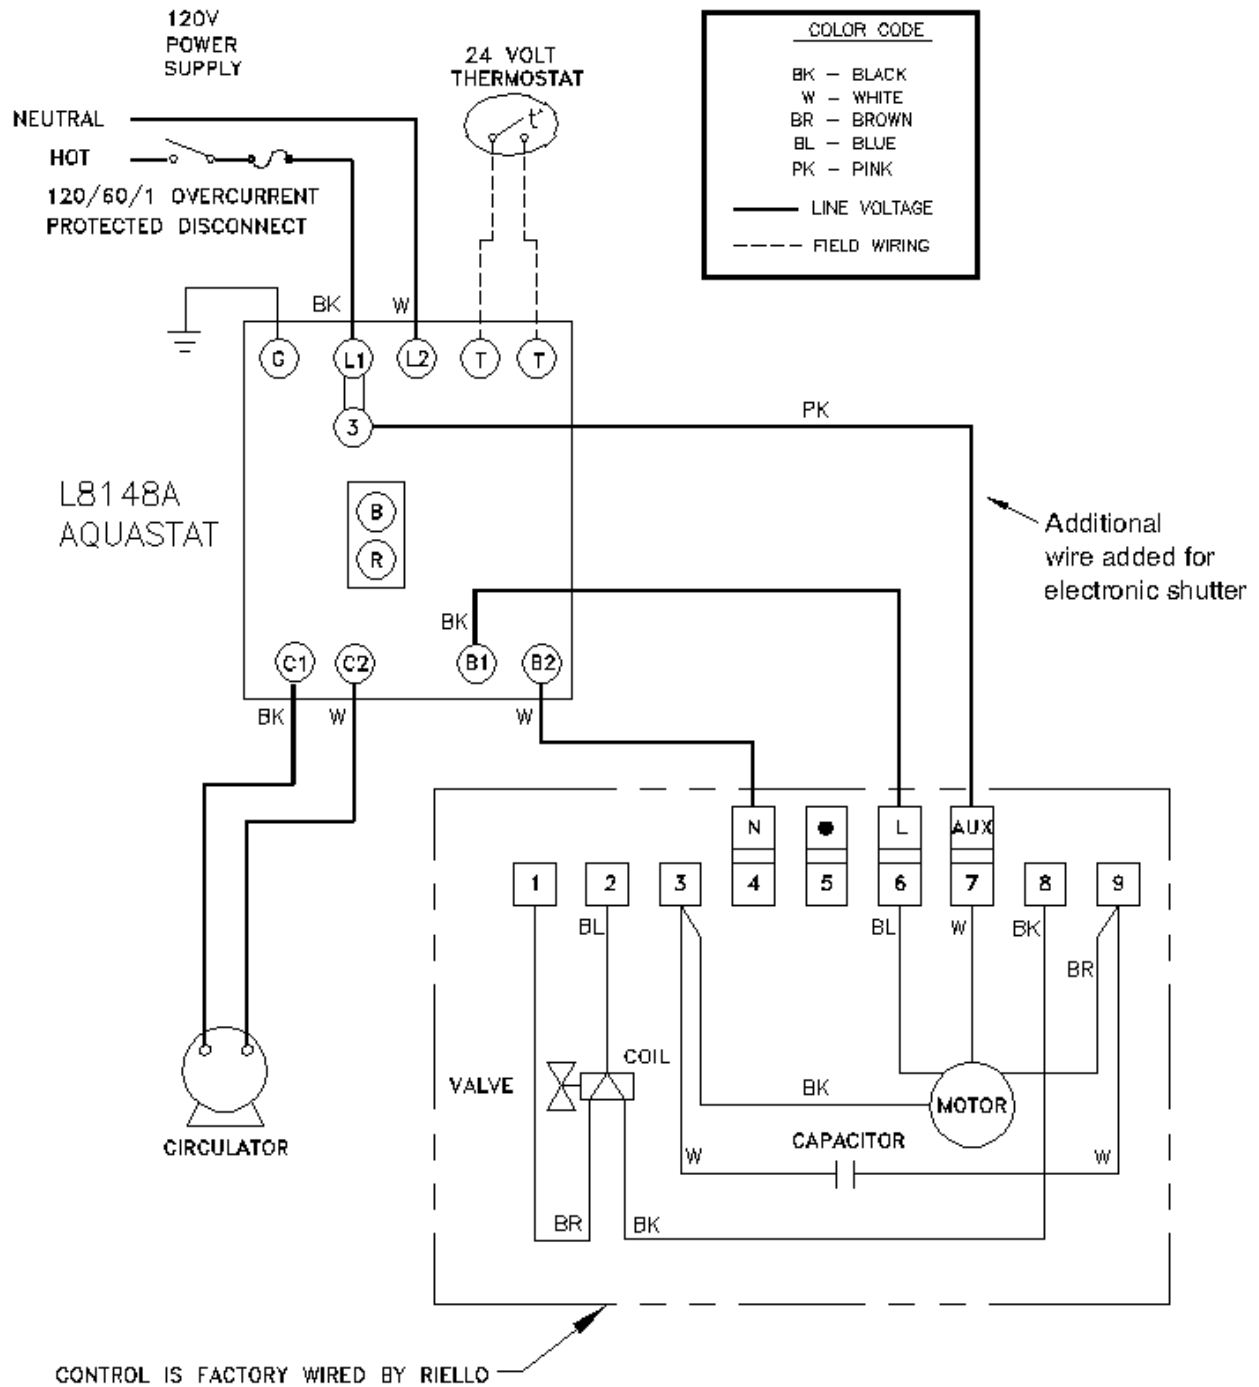 120V
POWER
SUPPLY
24 VOLT
THERMOSTAT
t°
NEUTRAL
HOT
120/60/1 OVERCURRENT
PROTECTED DISCONNECT
COLOR CODE
BK - BLACK
W - WHITE
BR - BROWN
BL - BLUE
PK - PINK
LINE VOLTAGE
FIELD WIRING
BK
W
G
L1
L2
T
T
3
PK
L8148A
AQUASTAT
B
R
Additional
wire added for
electronic shutter
BK
C1
C2
B1
B2
BK
W
W
N
L
AUX
1
2
3
4
5
6
7
8
9
BL
BL
W
BK
BR
VALVE
COIL
BK
MOTOR
CAPACITOR
W
W
BR
BK
CIRCULATOR
CONTROL IS FACTORY WIRED BY RIELLO